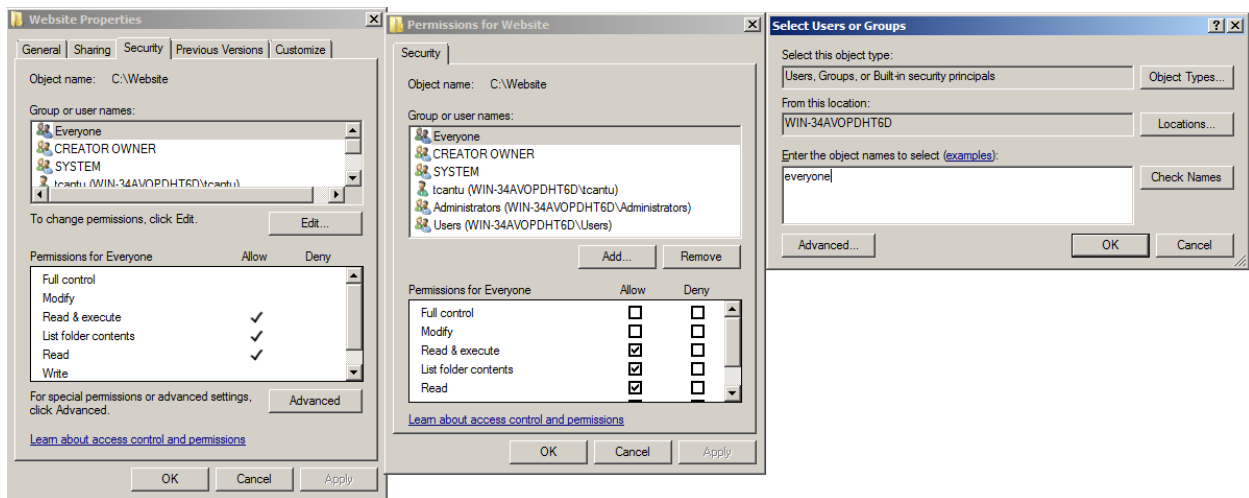 Website Properties
General Sharing Security Previous Versions Customize
Object name: C:\Website
Group or user names:
Everyone
CREATOR OWNER
SYSTEM
tcantu (WIN-34AVOPDHT6D\tcantu)
To change permissions, click Edit.
Edit...
Permissions for Everyone Allow Deny
Full control
Modify
Read & execute
List folder contents
Read
Write
For special permissions or advanced settings,
click Advanced.
Advanced
Learn about access control and permissions
OK Cancel Apply
Permissions for Website
Security
Object name: C:\Website
Group or user names:
Everyone
CREATOR OWNER
SYSTEM
tcantu (WIN-34AVOPDHT6D\tcantu)
Administrators (WIN-34AVOPDHT6D\Administrators)
Users (WIN-34AVOPDHT6D\Users)
Add... Remove
Permissions for Everyone Allow Deny
Full control
Modify
Read & execute
List folder contents
Read
Learn about access control and permissions
OK Cancel Apply
Select Users or Groups
Select this object type:
Users, Groups, or Built-in security principals
Object Types...
From this location:
WIN-34AVOPDHT6D
Locations...
Enter the object names to select (examples):
everyone
Check Names
Advanced...
OK Cancel